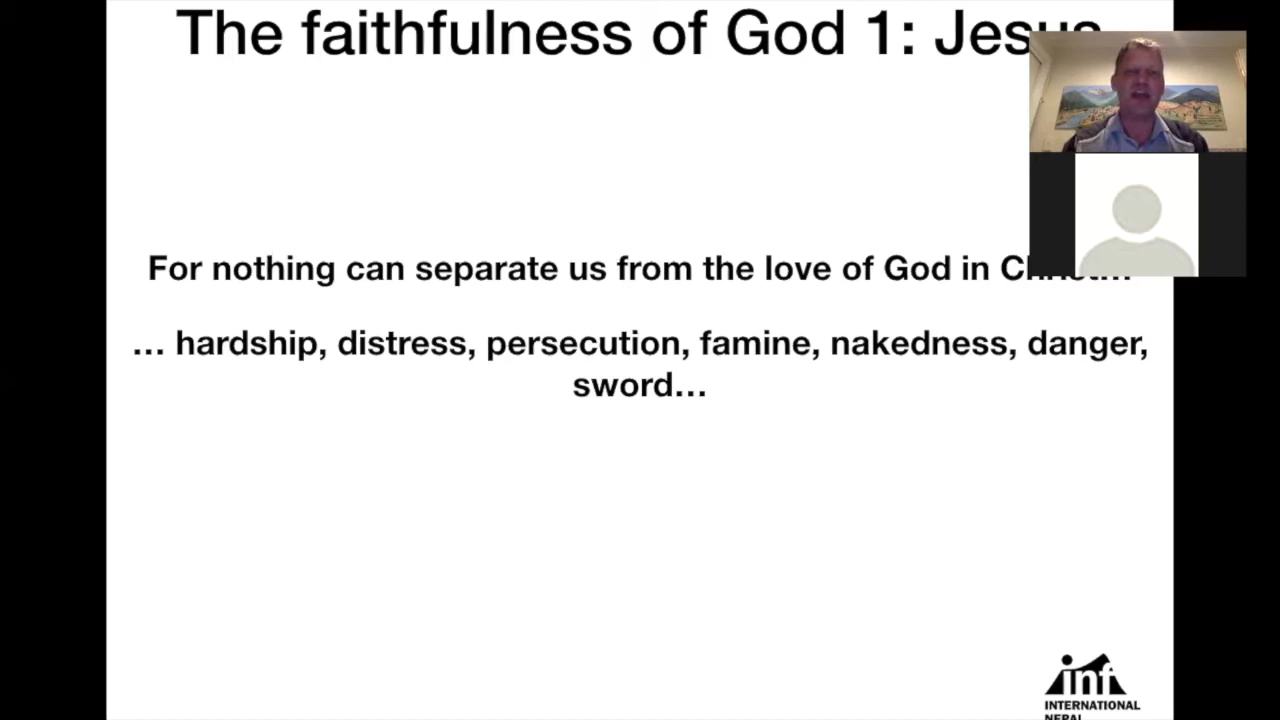 The faithfulness of God 1: Jesus
For nothing can separate us from the love of God in Christ…
… hardship, distress, persecution, famine, nakedness, danger,
sword…
inf
INTERNATIONAL
NEPAL